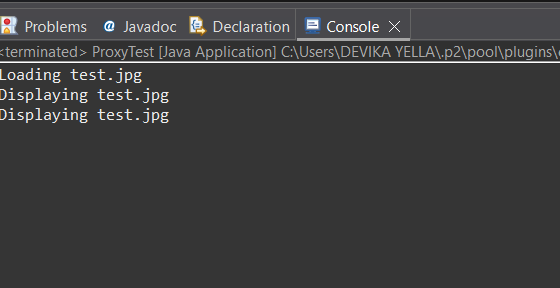 Problems @ Javadoc Declaration Console
<terminated> ProxyTest [Java Application] C:\Users\DEVIKA YELLA\.p2\pool\plugins\
Loading test.jpg
Displaying test.jpg
Displaying test.jpg